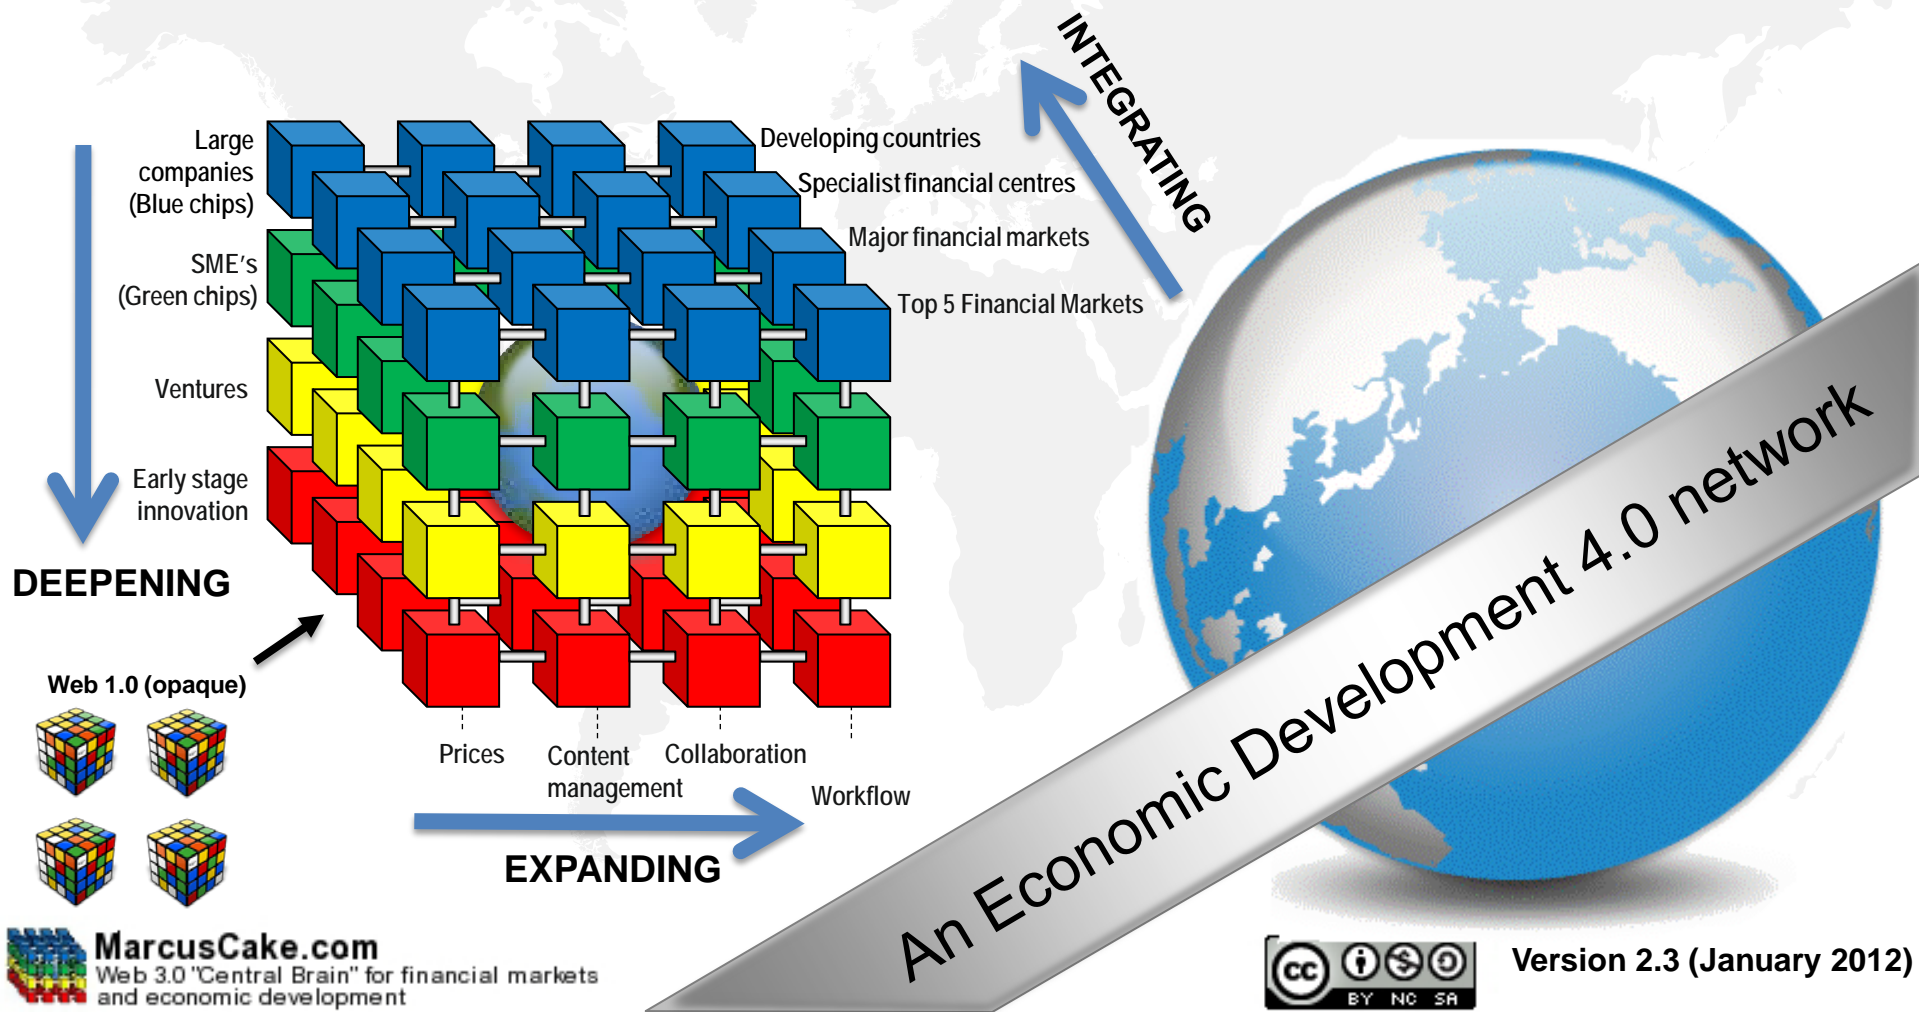 INTEGRATING
Large
companies
(Blue chips)
Developing countries
Specialist financial centres
Major financial markets
SME's
(Green chips)
Top 5 Financial Markets
Ventures
Early stage
innovation
DEEPENING
Web 1.0 (opaque)
Prices
Content
management
Collaboration
Workflow
EXPANDING
An Economic Development 4.0 network
MarcusCake.com
Web 3.0 "Central Brain" for financial markets
and economic development
cc
BY NC SA
Version 2.3 (January 2012)